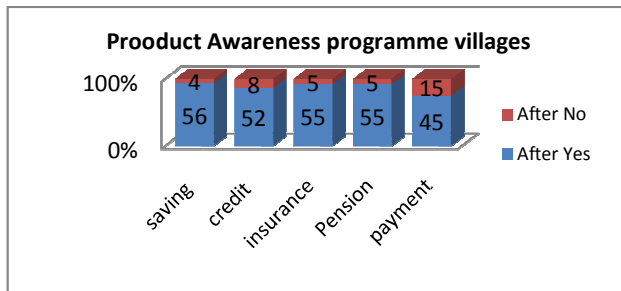 Prooduct Awareness programme villages
100%
4 8 5 5 15
After No
56 52 55 55 45
After Yes
0%
saving credit insurance Pension payment